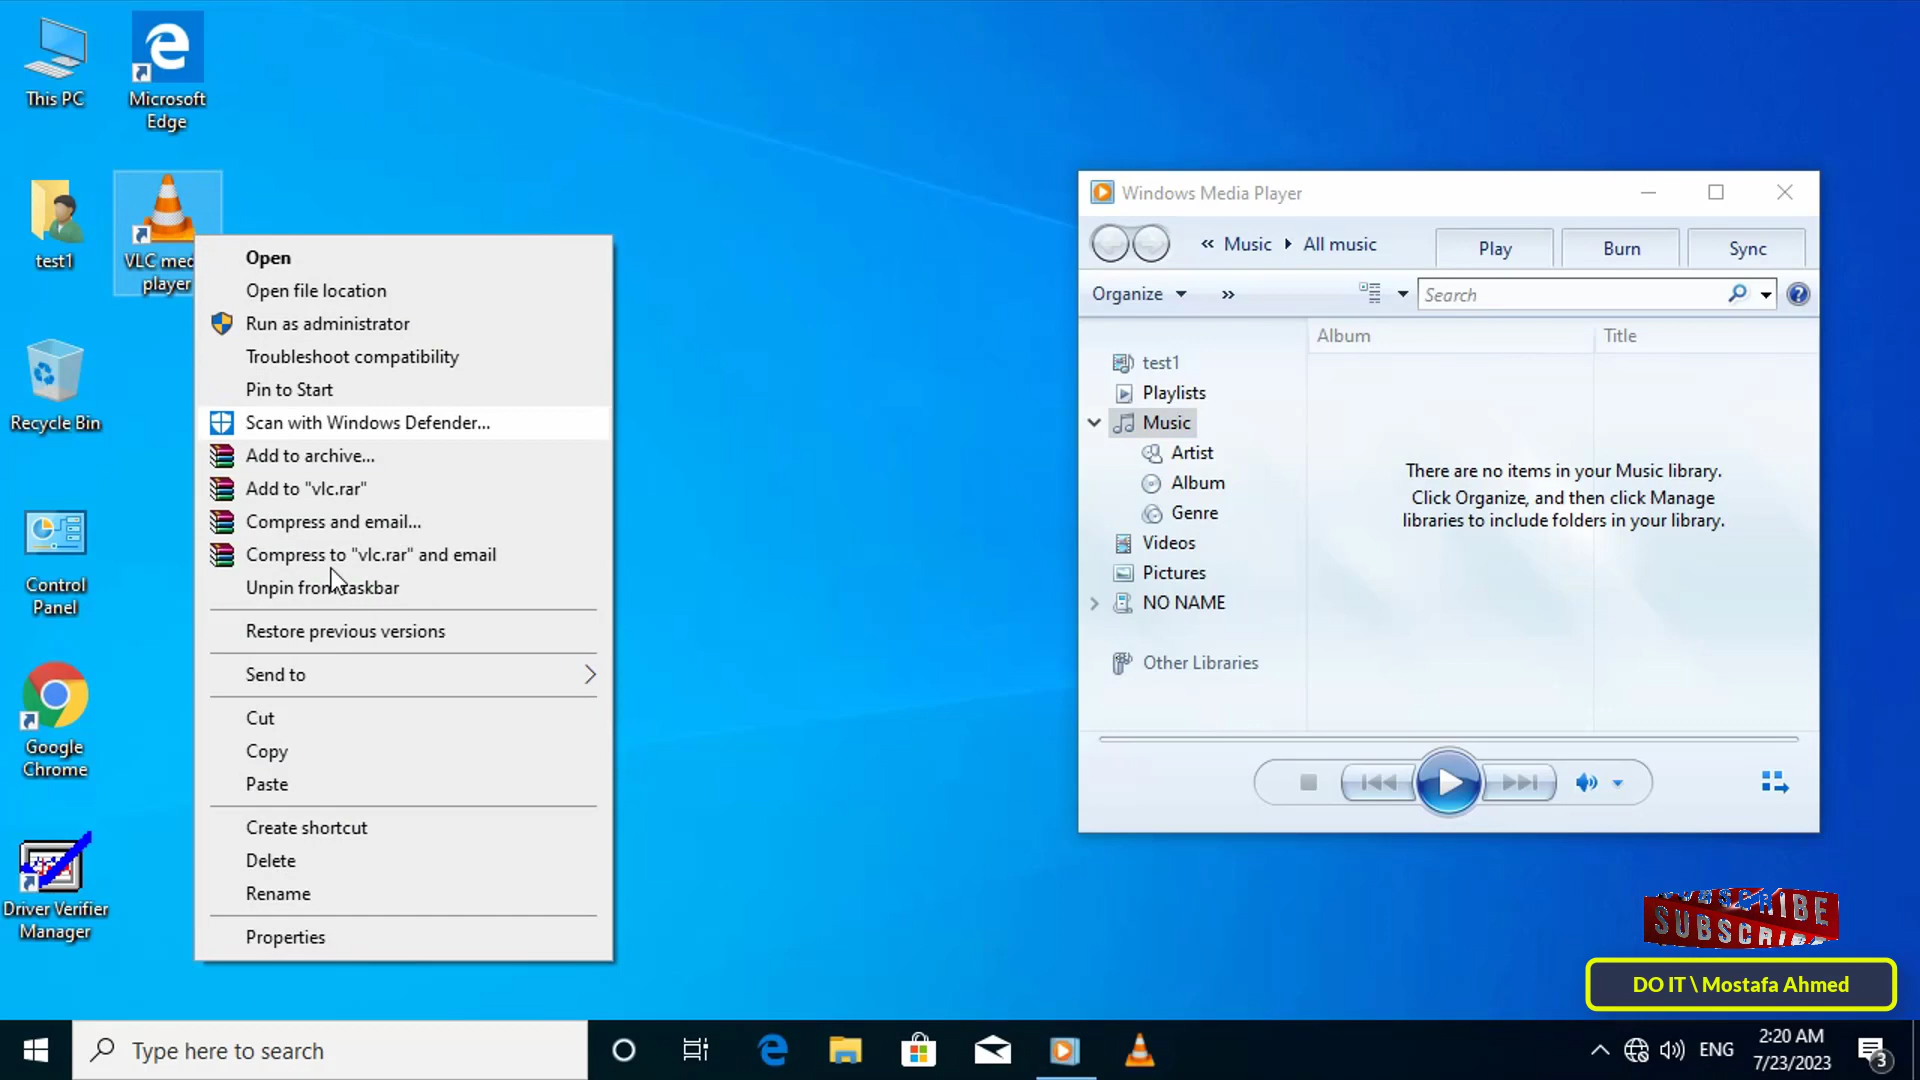 This PC
Microsoft
Edge
test1
VLC med
player
Recycle Bin
Control
Panel
Google
Chrome
Driver Verifier
Manager
Open
Open file location
Run as administrator
Troubleshoot compatibility
Pin to Start
Scan with Windows Defender...
Add to archive...
Add to "vlc.rar"
Compress and email...
Compress to "vlc.rar" and email
Unpin from taskbar
Restore previous versions
Send to
Cut
Copy
Paste
Create shortcut
Delete
Rename
Properties
Windows Media Player
« Music All music
Play
Burn
Sync
Organize
»
Search
Album
Title
test1
Playlists
Music
Artist
Album
Genre
Videos
Pictures
NO NAME
Other Libraries
There are no items in your Music library.
Click Organize, and then click Manage
libraries to include folders in your library.
SUBSCRIBE
DO IT \ Mostafa Ahmed
Type here to search
ENG
2:20 AM
7/23/2023
3